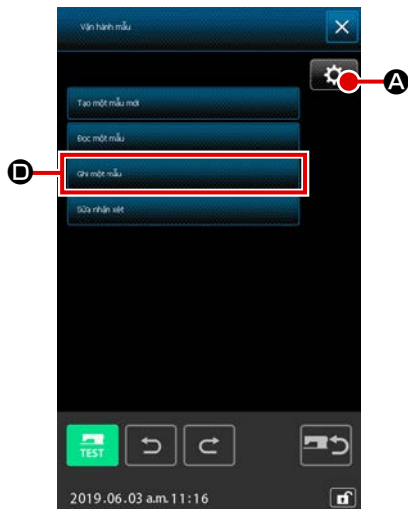 Vận hành mẫu
A
Tạo một mẫu mới
Đọc một mẫu
D
Ghi một mẫu
Sửa nhận xét
TEST
2019.06.03 a.m. 11:16